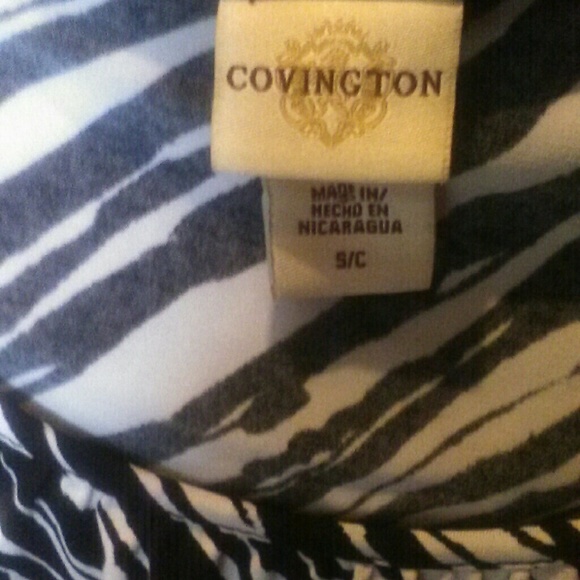 COVINGTON
MADE IN/
HECHO EN
NICARAGUA
S/C